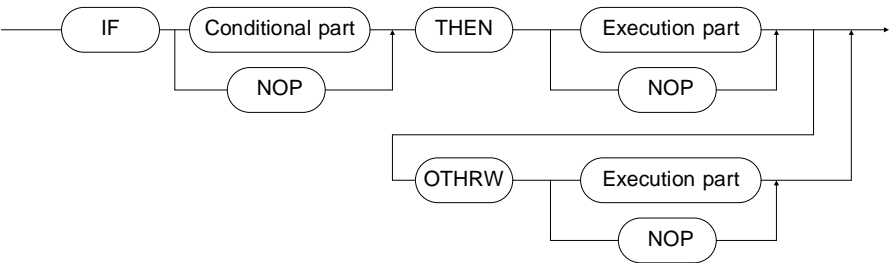 IF Conditional part THEN Execution part
NOP NOP
OTHRW Execution part
NOP